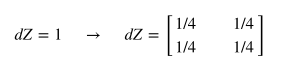 dZ = 1 → dZ = [1/4 1/4
1/4 1/4]